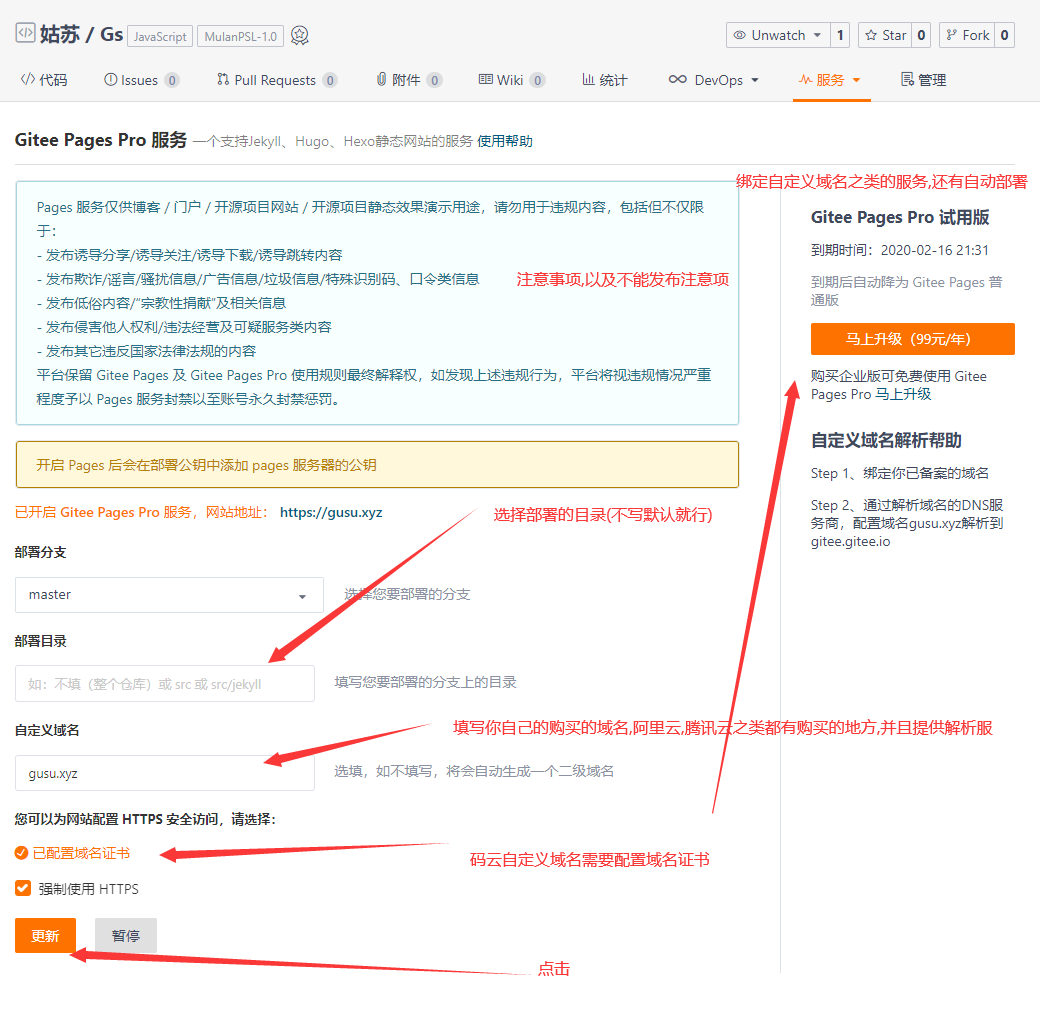 姑苏 / Gs JavaScript MulanPSL-1.0
Unwatch 1 Star 0 Fork 0
代码 Issues 0 Pull Requests 0 附件 0 Wiki 0 统计 DevOps 服务 管理
Gitee Pages Pro 服务 一个支持Jekyll、Hugo、Hexo静态网站的服务 使用帮助
绑定自定义域名之类的服务,还有自动部署
Pages 服务仅供博客 / 门户 / 开源项目网站 / 开源项目静态效果演示用途，请勿用于违规内容，包括但不仅限
于：
- 发布诱导分享/诱导关注/诱导下载/诱导跳转内容
- 发布欺诈/谣言/骚扰信息/广告信息/垃圾信息/特殊识别码、口令类信息
注意事项,以及不能发布注意项
- 发布低俗内容/“宗教性捐献”及相关信息
- 发布侵害他人权利/违法经营及可疑服务类内容
- 发布其它违反国家法律法规的内容
平台保留 Gitee Pages 及 Gitee Pages Pro 使用规则最终解释权，如发现上述违规行为，平台将视违规情况严重
程度予以 Pages 服务封禁以至账号永久封禁惩罚。
开启 Pages 后会在部署公钥中添加 pages 服务器的公钥
已开启 Gitee Pages Pro 服务，网站地址： https://gusu.xyz
选择部署的目录(不写默认就行)
部署分支
master
选择您要部署的分支
部署目录
如：不填（整个仓库）或 src 或 src/jekyll
填写您要部署的分支上的目录
自定义域名
填写你自己的购买的域名,阿里云,腾讯云之类都有购买的地方,并且提供解析服
gusu.xyz
选填，如不填写，将会自动生成一个二级域名
您可以为网站配置 HTTPS 安全访问，请选择：
已配置域名证书
码云自定义域名需要配置域名证书
强制使用 HTTPS
更新 暂停
点击
Gitee Pages Pro 试用版
到期时间：2020-02-16 21:31
到期后自动降为 Gitee Pages 普
通版
马上升级（99元/年）
购买企业版可免费使用 Gitee
Pages Pro 马上升级
自定义域名解析帮助
Step 1、绑定你已备案的域名
Step 2、通过解析域名的DNS服
务商，配置域名gusu.xyz解析到
gitee.gitee.io